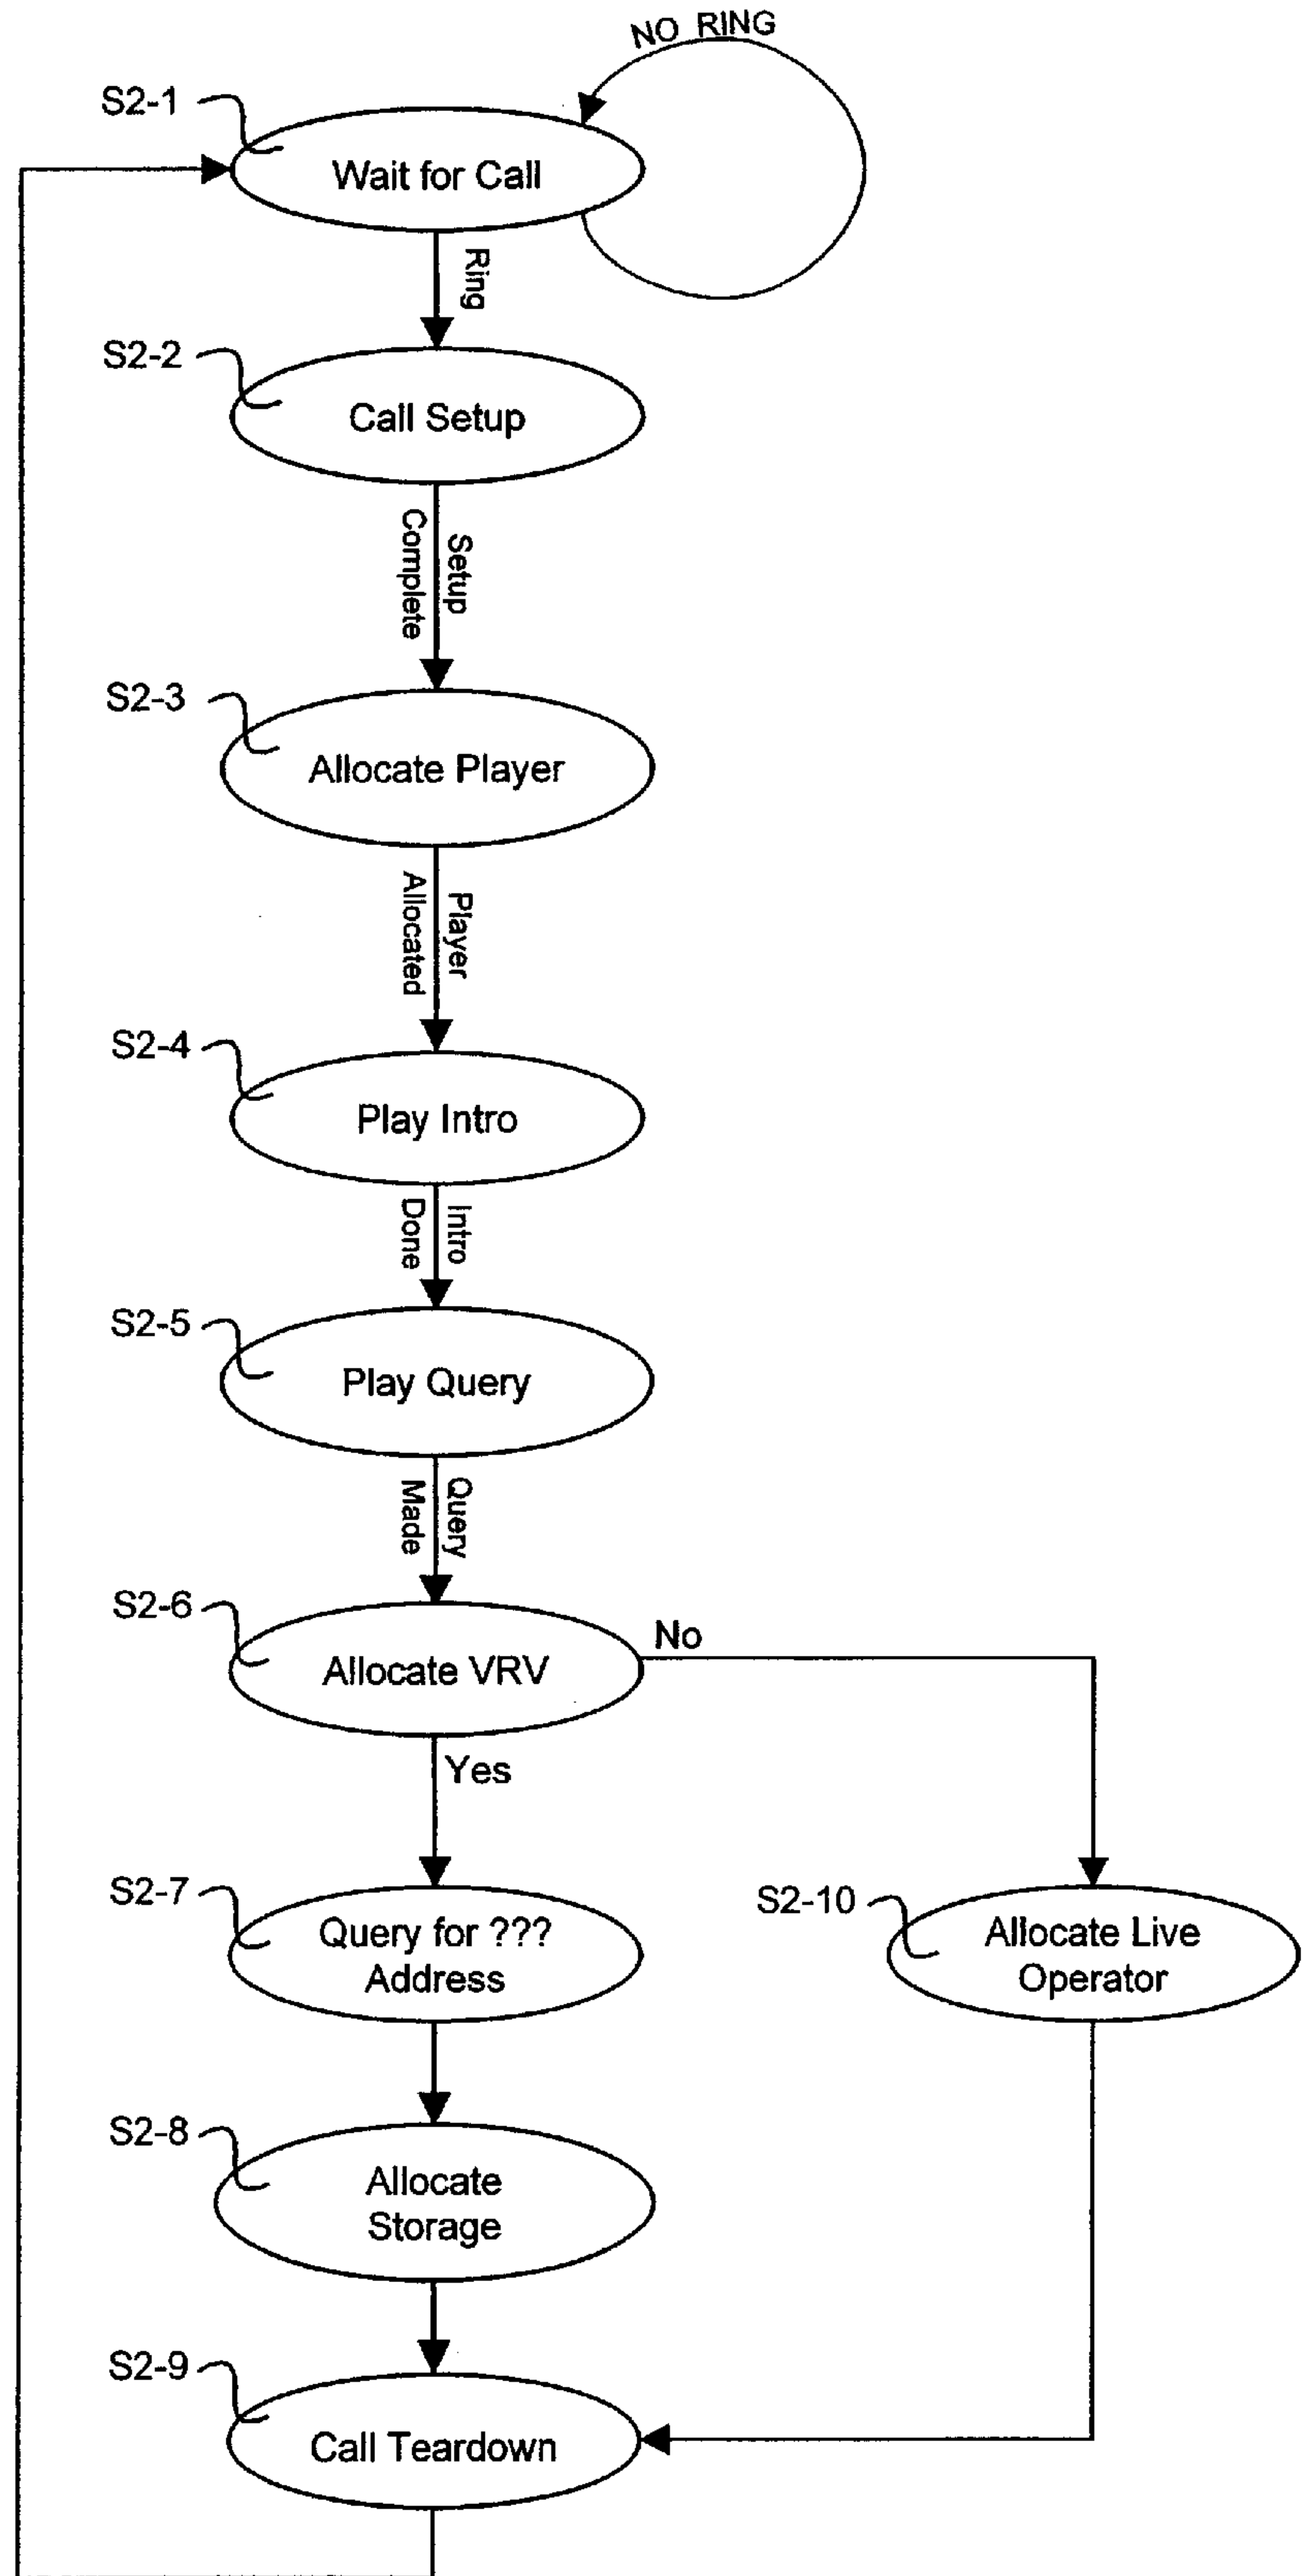 NO RING
S2-1
Wait for Call
Ring
S2-2
Call Setup
Setup
Complete
S2-3
Allocate Player
Player
Allocated
S2-4
Play Intro
Intro
Done
S2-5
Play Query
Query
Made
S2-6
Allocate VRV
No
Yes
S2-7
Query for ???
Address
S2-10
Allocate Live
Operator
S2-8
Allocate
Storage
S2-9
Call Teardown